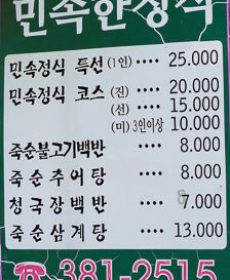 민속한정식
민속정식 특선 (1인) •••• 25.000
민속정식 코스 (진) •••• 20.000
(선) •••• 15.000
(미) 3인이상 10.000
죽순불고기백반 •••• 8.000
죽순추어탕 •••• 8.000
청국장백반 •••• 7.000
죽순삼계탕 •••• 13.000
☎ 381-2515